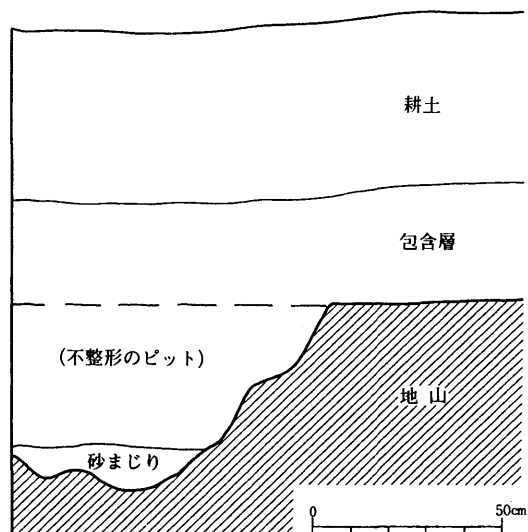 耕土
包含層
(不整形のピット)
地山
砂まじり
0 50cm